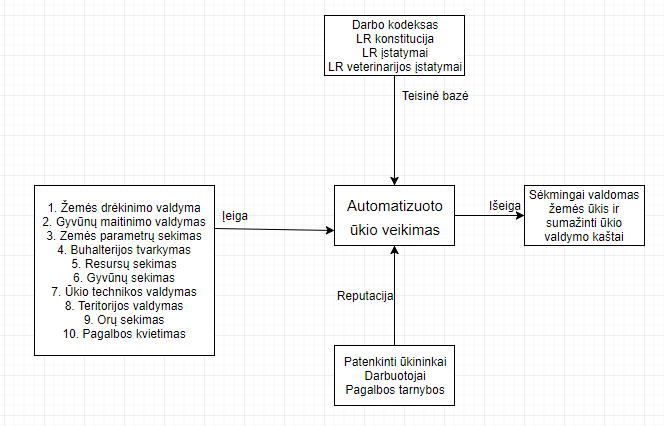 Darbo kodeksas
LR konstitucija
LR įstatymai
LR veterinarijos įstatymai
Teisinė bazė
1. Žemės drėkinimo valdyma
2. Gyvūnų maitinimo valdymas
3. Zemės parametrų sekimas
4. Buhalterijos tvarkymas
5. Resursų sekimas
6. Gyvūnų sekimas
7. Ūkio technikos valdymas
8. Teritorijos valdymas
9. Orų sekimas
10. Pagalbos kvietimas
Įeiga
Automatizuoto
ūkio veikimas
Išeiga
Sėkmingai valdomas
žemės ūkis ir
sumažinti ūkio
valdymo kaštai
Reputacija
Patenkinti ūkininkai
Darbuotojai
Pagalbos tarnybos